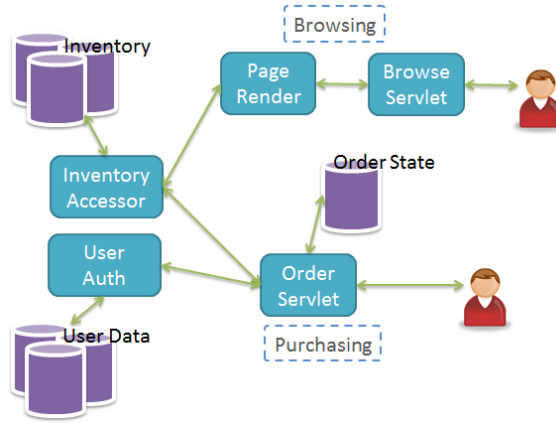 Browsing
Inventory
Page
Render
Browse
Servlet
Order State
Inventory
Accessor
User
Auth
Order
Servlet
User Data
Purchasing